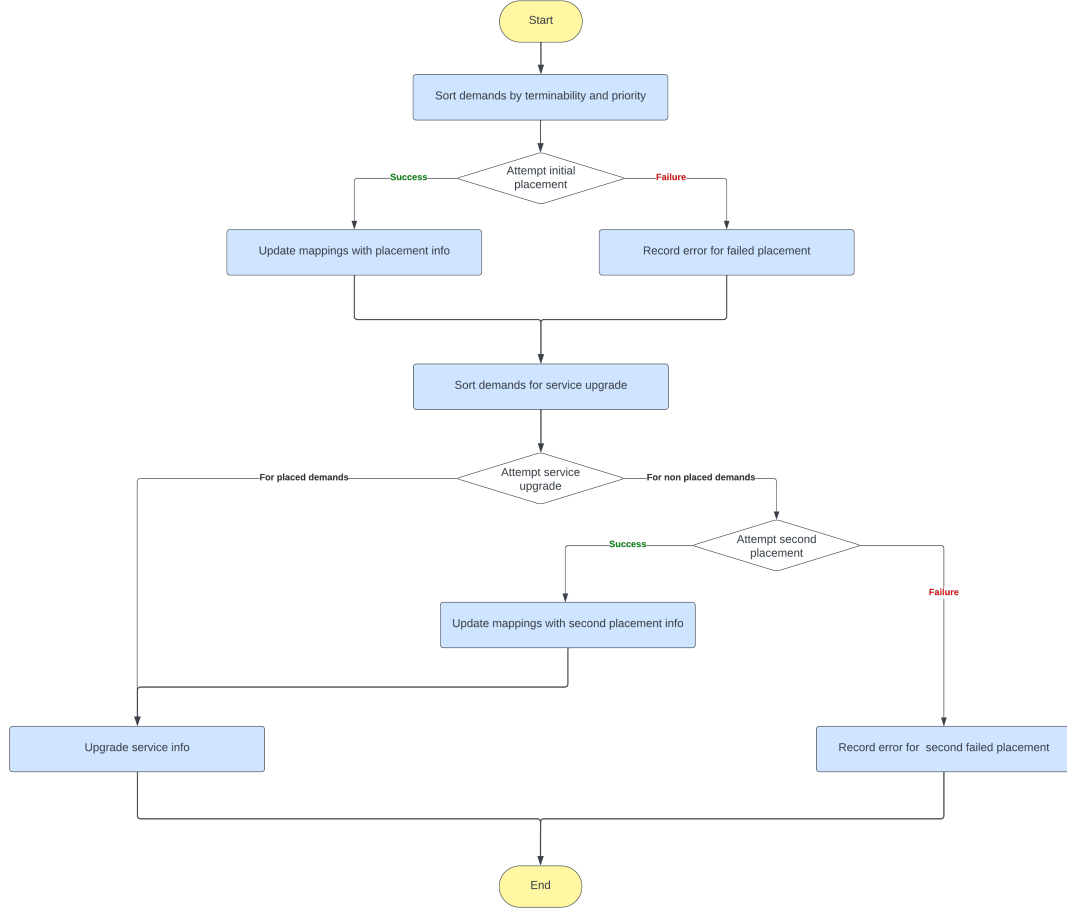 Start
Sort demands by terminability and priority
Attempt initial
placement
Success
Failure
Update mappings with placement info
Record error for failed placement
Sort demands for service upgrade
Attempt service
upgrade
For placed demands
For non placed demands
Attempt second
placement
Success
Failure
Update mappings with second placement info
Upgrade service info
Record error for  second failed placement
End